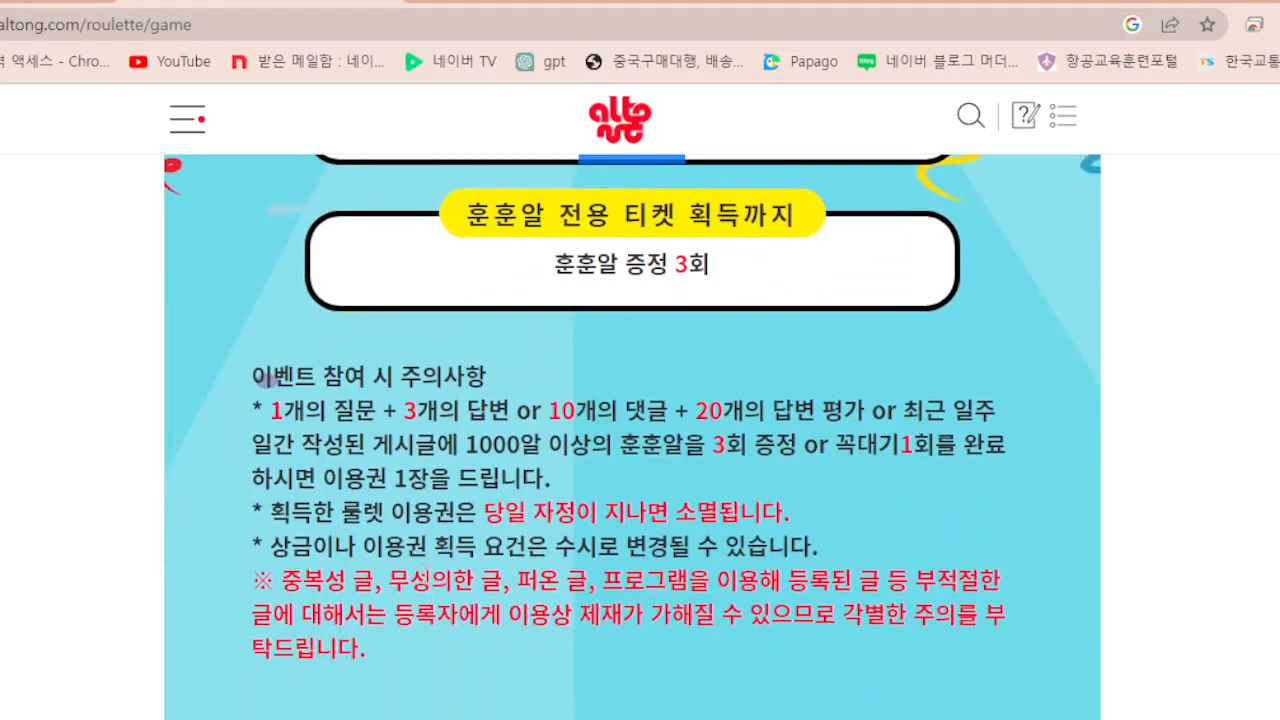 altong.com/roulette/game
격 액세스 - Chro... YouTube 받은 메일함 : 네이... 네이버 TV gpt 중국구매대행, 배송... Papago 네이버 블로그 머더... 항공교육훈련포털 TS 한국교통
altong
훈훈알 전용 티켓 획득까지
훈훈알 증정 3회
이벤트 참여 시 주의사항
* 1개의 질문 + 3개의 답변 or 10개의 댓글 + 20개의 답변 평가 or 최근 일주
일간 작성된 게시글에 1000알 이상의 훈훈알을 3회 증정 or 꼭대기1회를 완료
하시면 이용권 1장을 드립니다.
* 획득한 룰렛 이용권은 당일 자정이 지나면 소멸됩니다.
* 상금이나 이용권 획득 요건은 수시로 변경될 수 있습니다.
※ 중복성 글, 무성의한 글, 퍼온 글, 프로그램을 이용해 등록된 글 등 부적절한
글에 대해서는 등록자에게 이용상 제재가 가해질 수 있으므로 각별한 주의를 부
탁드립니다.